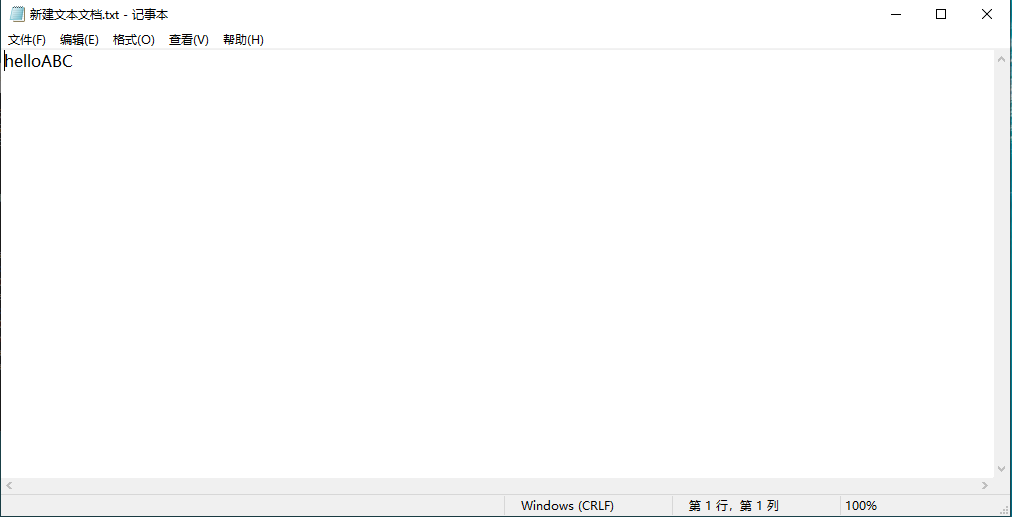 新建文本文档.txt - 记事本
文件(F) 编辑(E) 格式(O) 查看(V) 帮助(H)
helloABC
Windows (CRLF) 第 1 行，第 1 列 100%